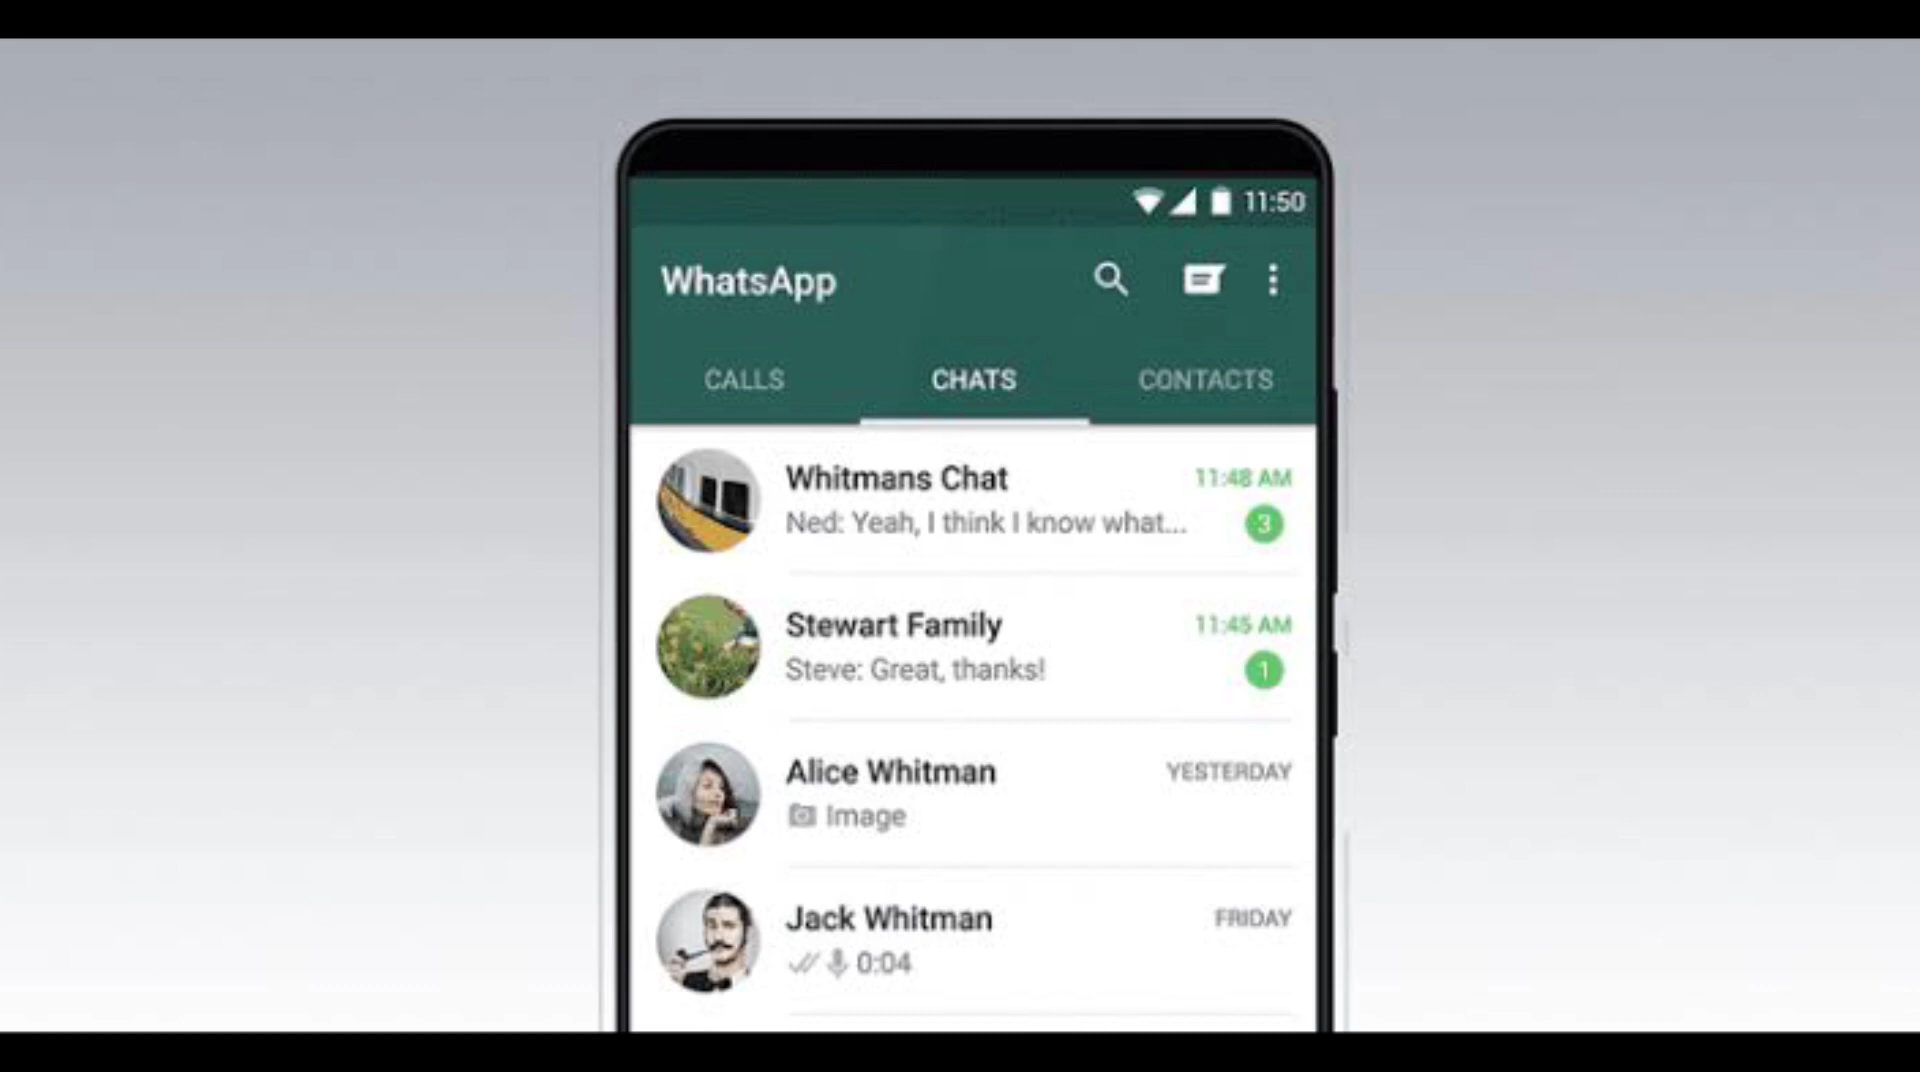 11:50
WhatsApp
CALLS CHATS CONTACTS
Whitmans Chat 11:48 AM
Ned: Yeah, I think I know what... 3
Stewart Family 11:45 AM
Steve: Great, thanks! 1
Alice Whitman YESTERDAY
Image
Jack Whitman FRIDAY
0:04